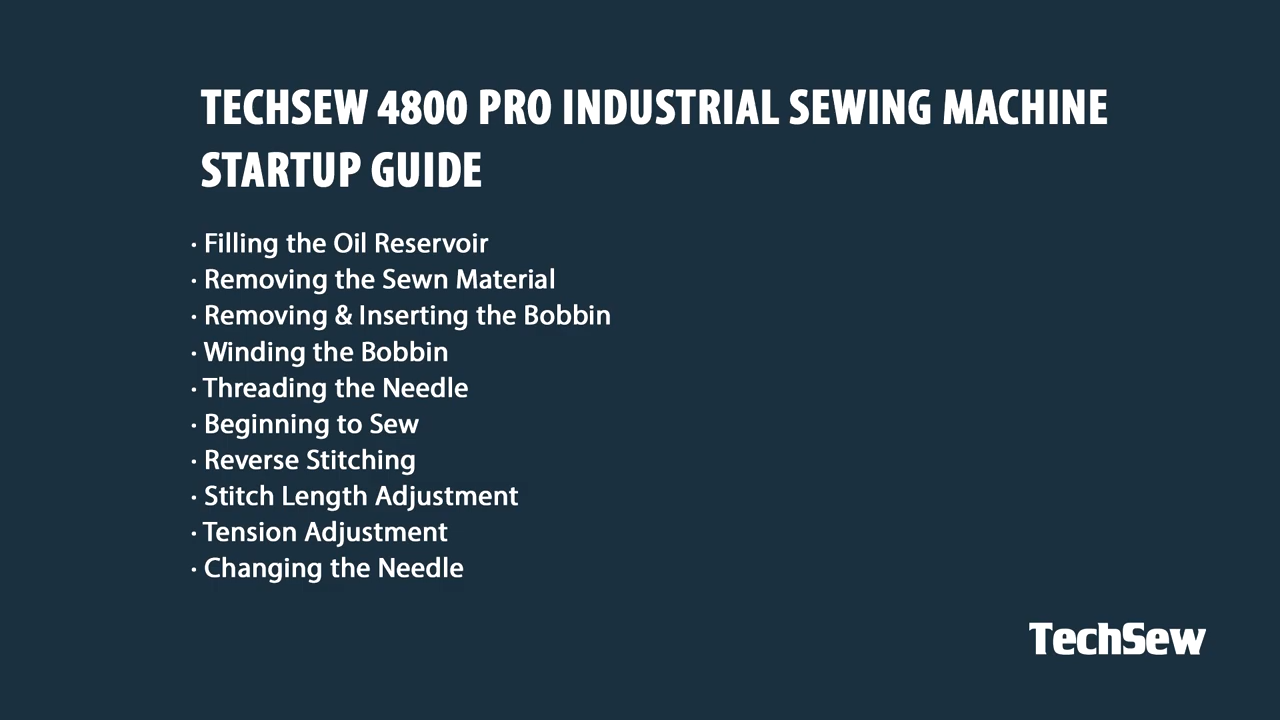 TECHSEW 4800 PRO INDUSTRIAL SEWING MACHINE
STARTUP GUIDE
· Filling the Oil Reservoir
· Removing the Sewn Material
· Removing & Inserting the Bobbin
· Winding the Bobbin
· Threading the Needle
· Beginning to Sew
· Reverse Stitching
· Stitch Length Adjustment
· Tension Adjustment
· Changing the Needle
TechSew